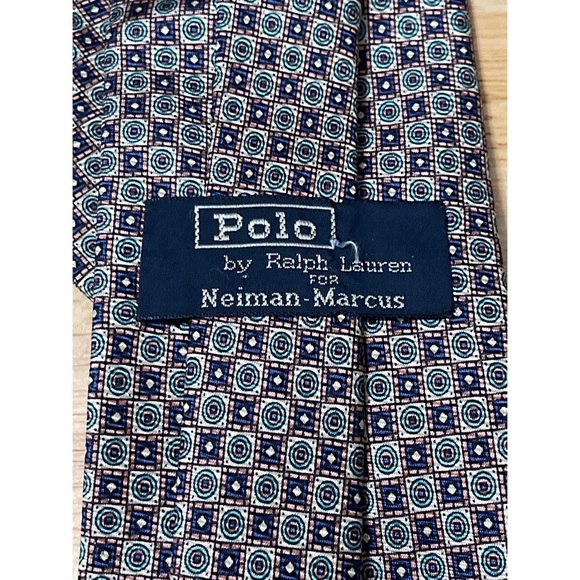 Polo
by Ralph Lauren
FOR
Neiman-Marcus